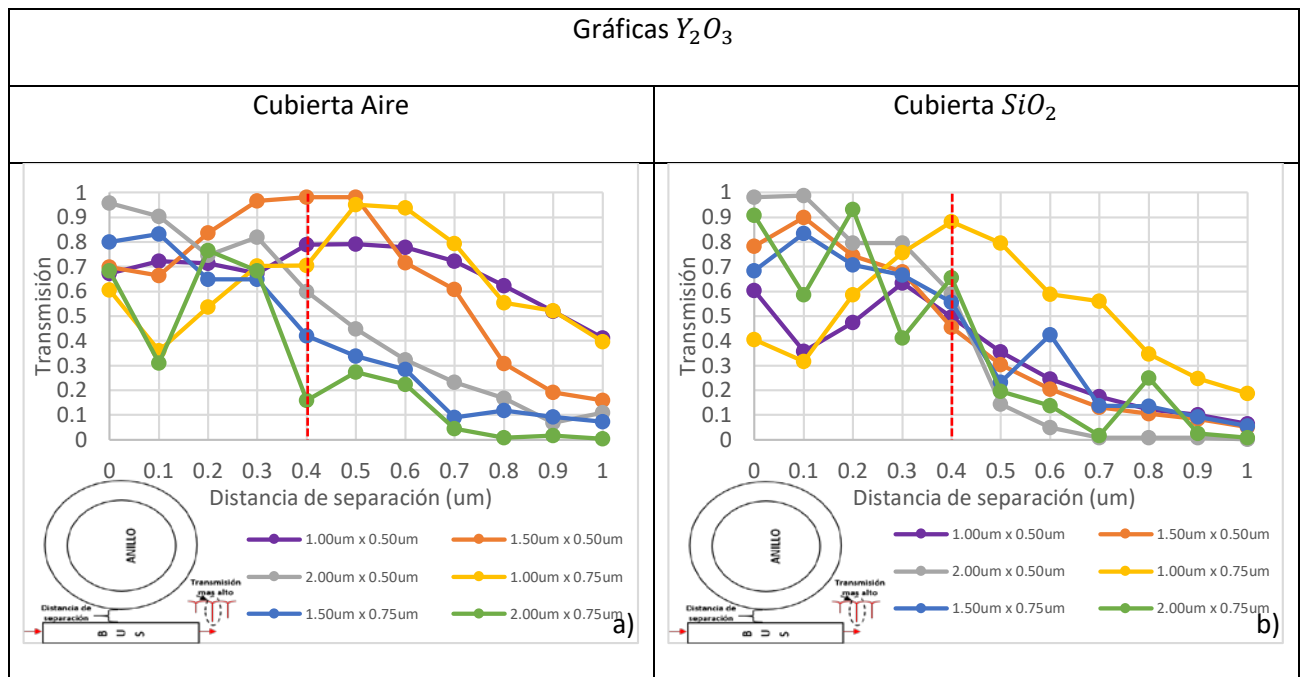 Gráficas Y₂O₃
Cubierta Aire
Cubierta SiO₂
Transmisión
1
0.9
0.8
0.7
0.6
0.5
0.4
0.3
0.2
0.1
0
0 0.1 0.2 0.3 0.4 0.5 0.6 0.7 0.8 0.9 1
Distancia de separación (um)
ANILLO
Transmisión
mas alto
Distancia de
separación
B U S
1.00um x 0.50um 1.50um x 0.50um
2.00um x 0.50um 1.00um x 0.75um
1.50um x 0.75um 2.00um x 0.75um
a)
Transmisión
1
0.9
0.8
0.7
0.6
0.5
0.4
0.3
0.2
0.1
0
0 0.1 0.2 0.3 0.4 0.5 0.6 0.7 0.8 0.9 1
Distancia de separación (um)
ANILLO
Transmisión
mas alto
Distancia de
separación
B U S
1.00um x 0.50um 1.50um x 0.50um
2.00um x 0.50um 1.00um x 0.75um
1.50um x 0.75um 2.00um x 0.75um
b)